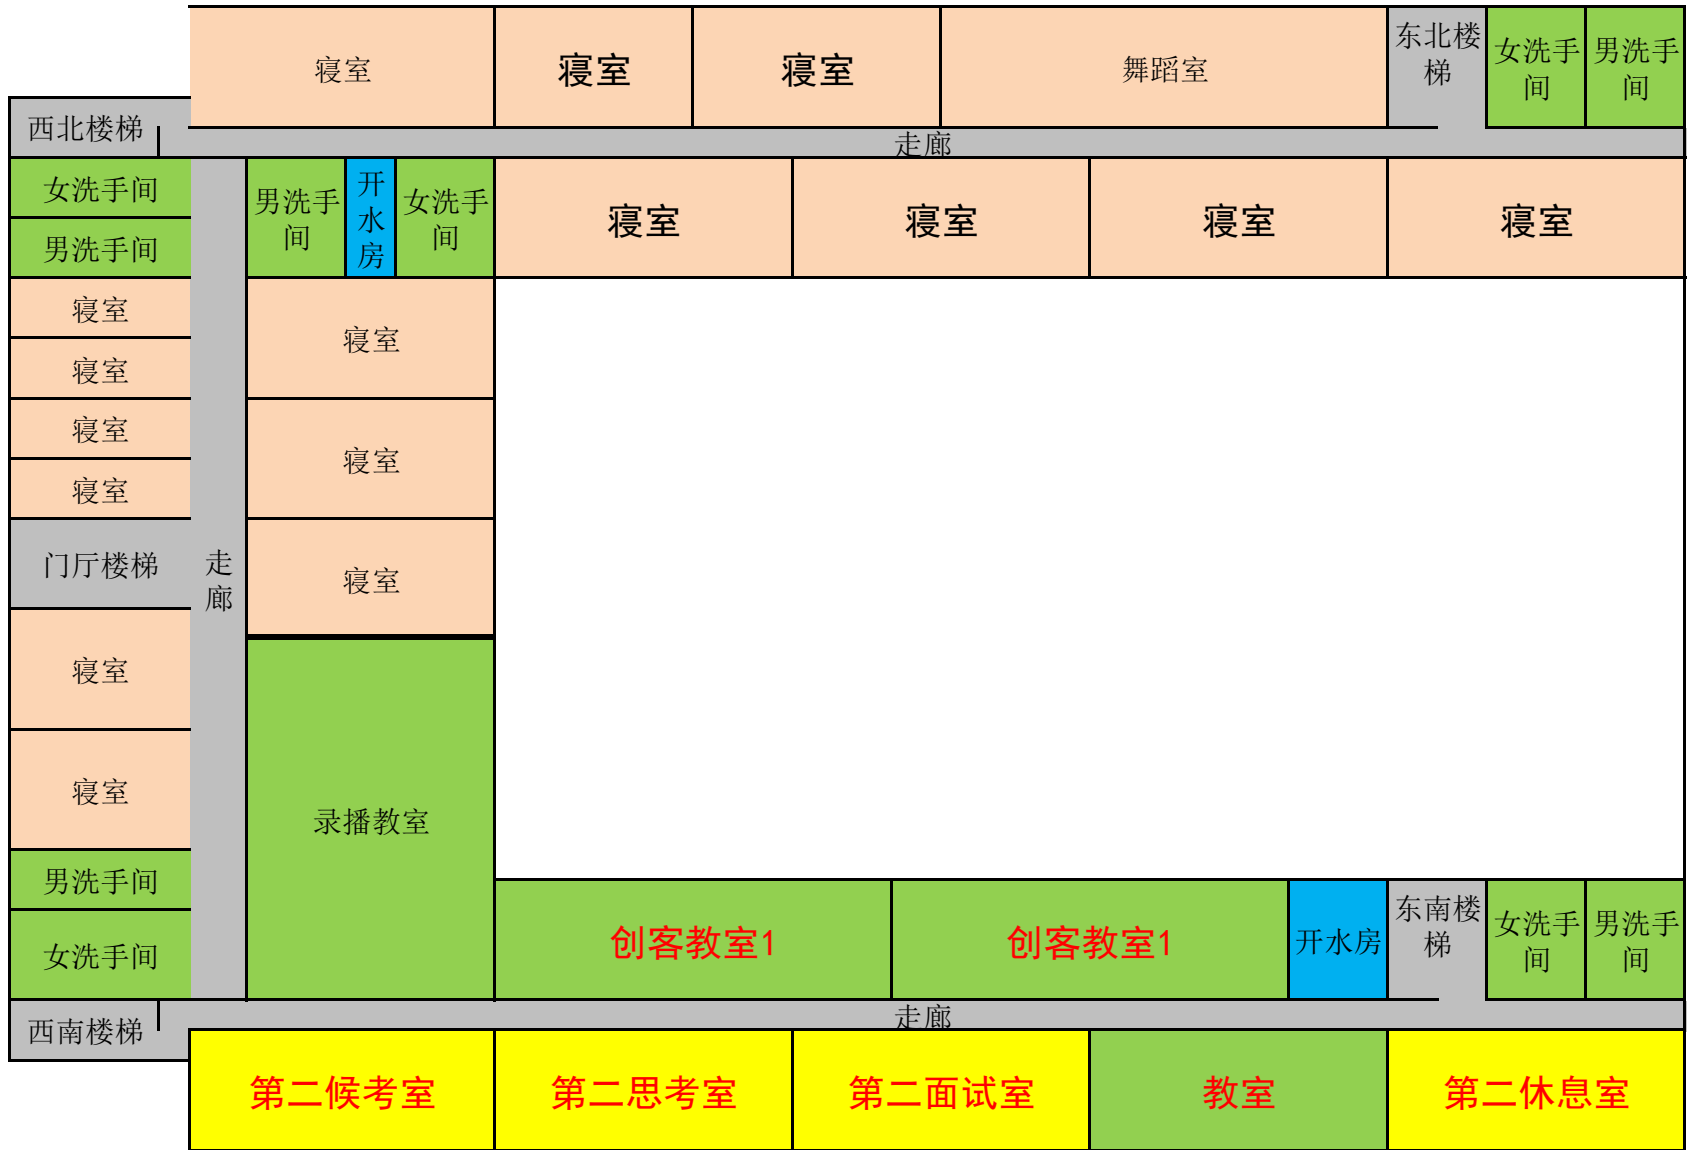 寝室
寝室
寝室
舞蹈室
东北楼
梯
女洗手
间
男洗手
间
西北楼梯
走廊
女洗手间
男洗手间
男洗手
间
开
水
房
女洗手
间
寝室
寝室
寝室
寝室
寝室
寝室
寝室
寝室
寝室
寝室
门厅楼梯
走
廊
寝室
寝室
寝室
录播教室
男洗手间
女洗手间
创客教室1
创客教室1
开水房
东南楼
梯
女洗手
间
男洗手
间
西南楼梯
走廊
第二候考室
第二思考室
第二面试室
教室
第二休息室